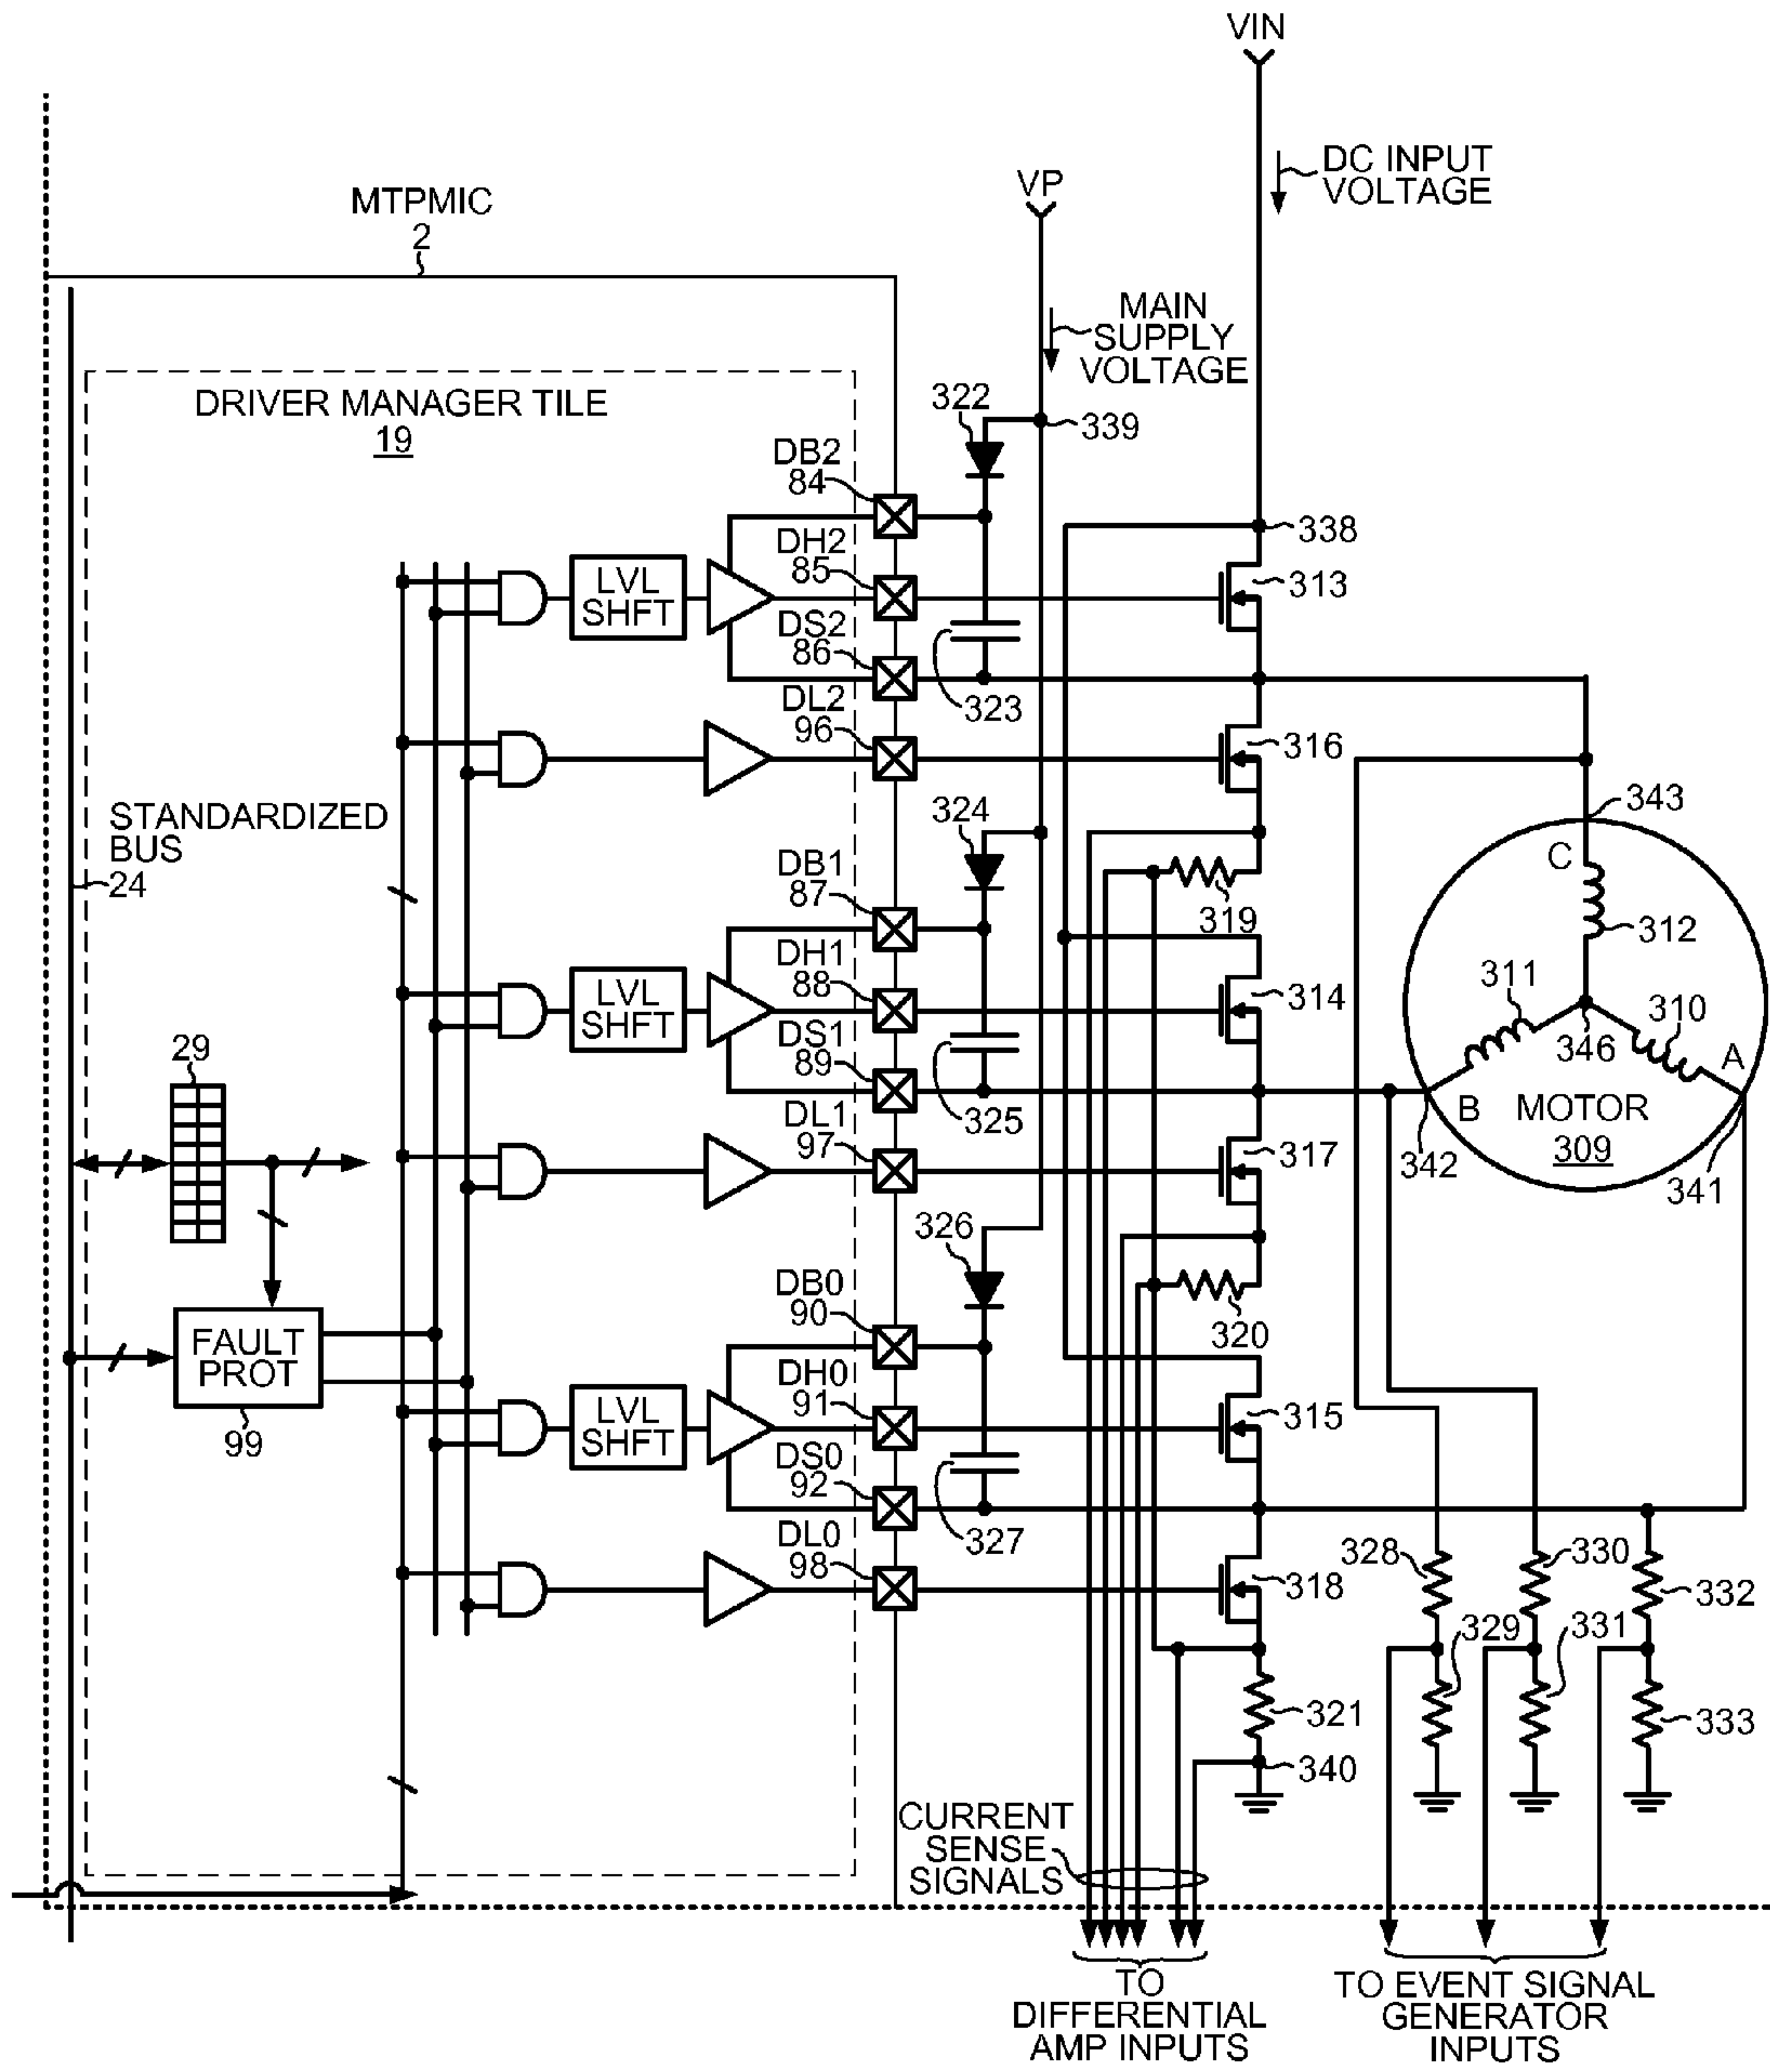 VIN
DC INPUT
VOLTAGE
VP
MTPMIC
2
MAIN
SUPPLY
VOLTAGE
DRIVER MANAGER TILE
19
322
339
DB2
84
338
DH2
85
LVL
SHFT
313
DS2
86
323
DL2
96
316
STANDARDIZED
BUS
24
324
343
C
DB1
87
319
312
DH1
88
LVL
SHFT
314
311
310
346
A
29
DS1
89
325
B
MOTOR
309
342
341
DL1
97
317
326
DB0
90
320
FAULT
PROT
99
DH0
91
LVL
SHFT
315
DS0
92
327
DL0
98
318
328
330
332
329
331
321
333
340
CURRENT
SENSE
SIGNALS
TO
DIFFERENTIAL
AMP INPUTS
TO EVENT SIGNAL
GENERATOR
INPUTS